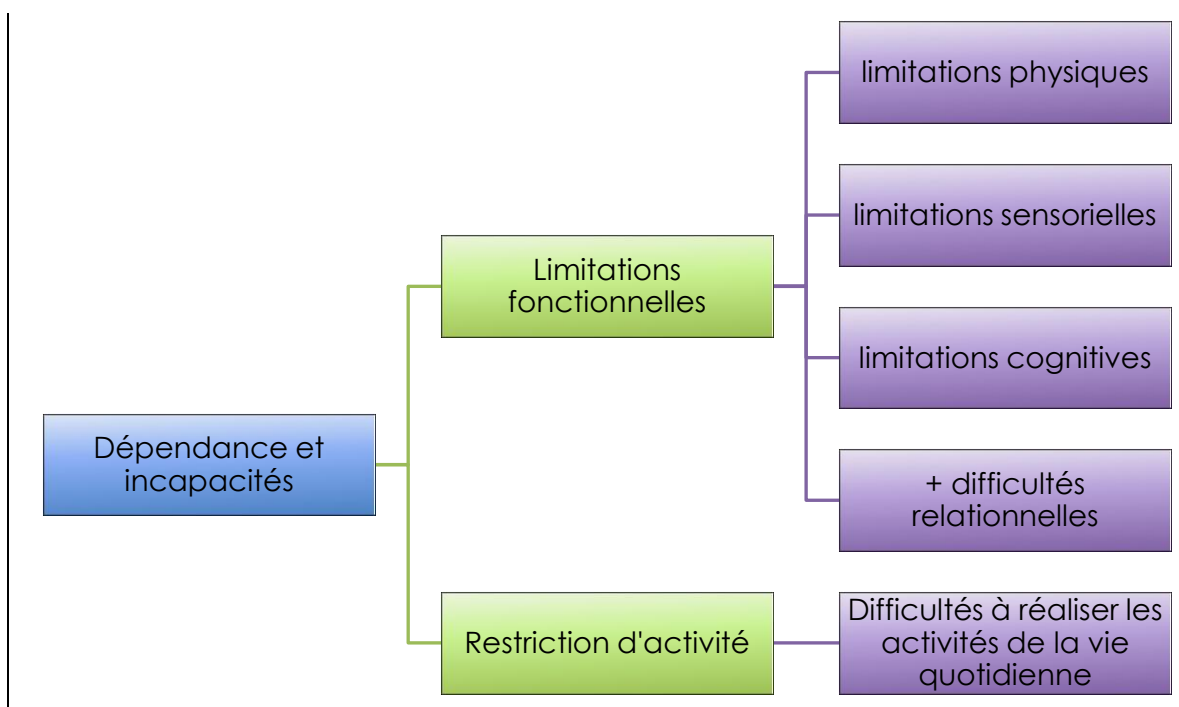 limitations physiques
limitations sensorielles
Limitations
fonctionnelles
limitations cognitives
Dépendance et
incapacités
+ difficultés
relationnelles
Restriction d'activité
Difficultés à réaliser les
activités de la vie
quotidienne